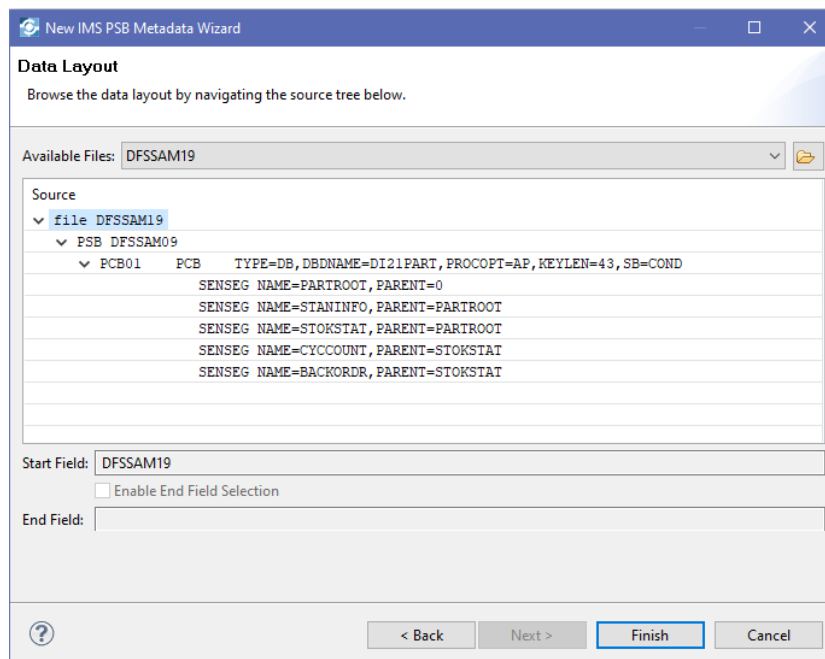 New IMS PSB Metadata Wizard
Data Layout
Browse the data layout by navigating the source tree below.
Available Files: DFSSAM19
Source
file DFSSAM19
PSB DFSSAM09
PCB01 PCB TYPE=DB,DBDNAME=DI21PART,PROCOPT=AP,KEYLEN=43,SB=COND
SENSEG NAME=PARTROOT,PARENT=0
SENSEG NAME=STANINFO,PARENT=PARTROOT
SENSEG NAME=STOKSTAT,PARENT=PARTROOT
SENSEG NAME=CYCCOUNT,PARENT=STOKSTAT
SENSEG NAME=BACKORDR,PARENT=STOKSTAT
Start Field: DFSSAM19
Enable End Field Selection
End Field:
? < Back Next > Finish Cancel